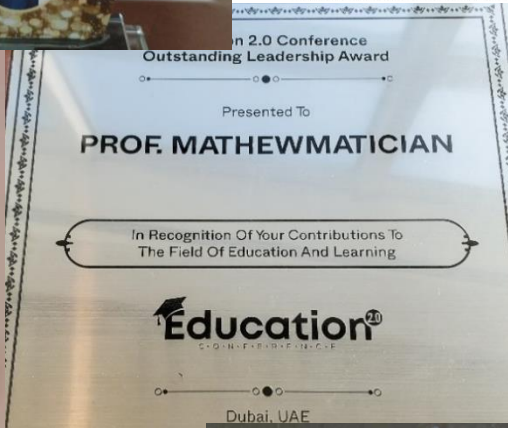 n 2.0 Conference
Outstanding Leadership Award
Presented To
PROF. MATHEWMATICIAN
In Recognition Of Your Contributions To
The Field Of Education And Learning
Education 2.0
C·O·N·F·E·R·E·N·C·E
Dubai, UAE